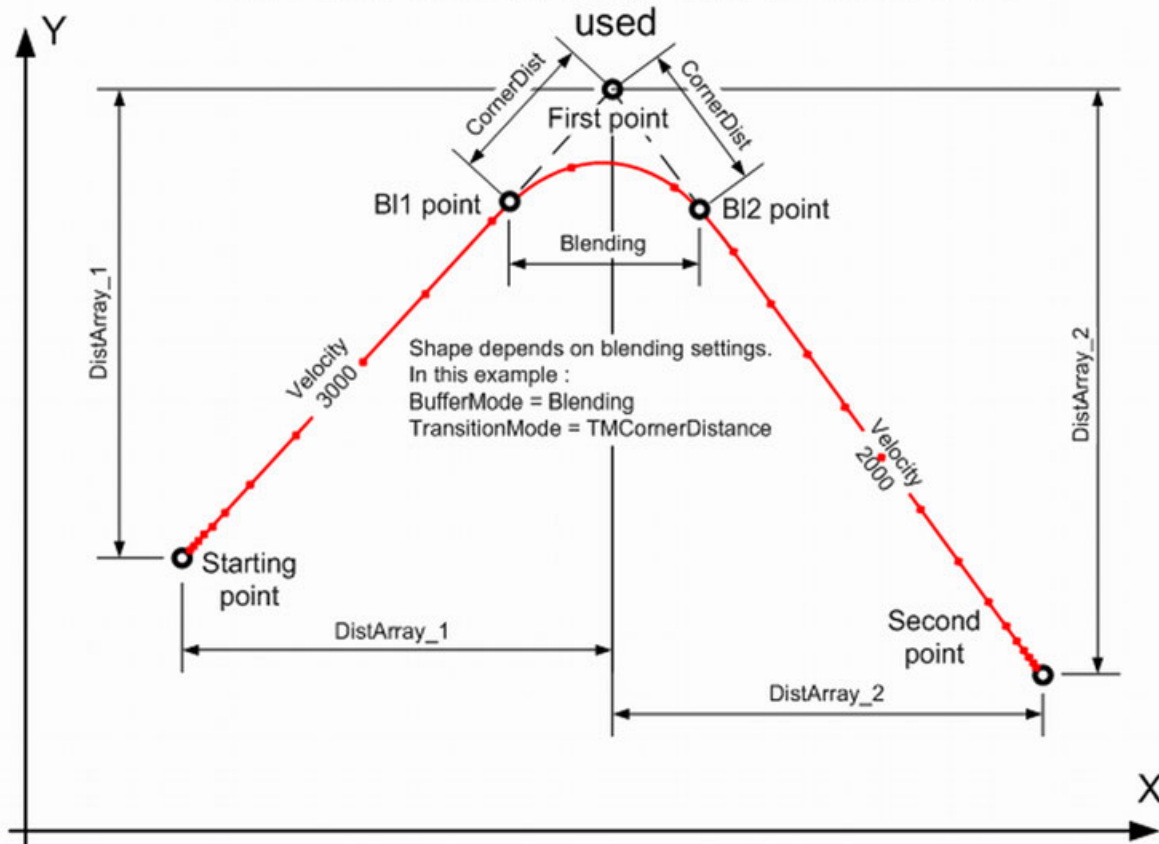 used
Y
CornerDist
CornerDist
First point
Bl1 point
Bl2 point
Blending
DistArray_1
Velocity
3000
Shape depends on blending settings.
In this example :
BufferMode = Blending
TransitionMode = TMCornerDistance
DistArray_2
Velocity
2000
Starting
point
DistArray_1
Second
point
DistArray_2
X